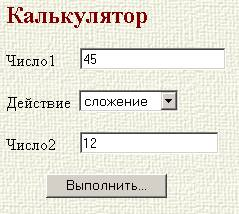 Калькулятор
Число1 45
Действие сложение
Число2 12
Выполнить...